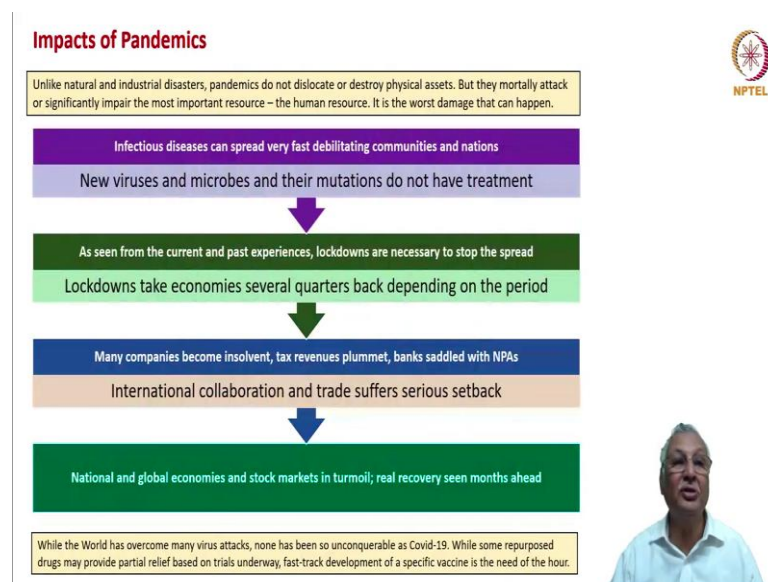 Impacts of Pandemics
NPTEL
Unlike natural and industrial disasters, pandemics do not dislocate or destroy physical assets. But they mortally attack
or significantly impair the most important resource – the human resource. It is the worst damage that can happen.
Infectious diseases can spread very fast debilitating communities and nations
New viruses and microbes and their mutations do not have treatment
As seen from the current and past experiences, lockdowns are necessary to stop the spread
Lockdowns take economies several quarters back depending on the period
Many companies become insolvent, tax revenues plummet, banks saddled with NPAs
International collaboration and trade suffers serious setback
National and global economies and stock markets in turmoil; real recovery seen months ahead
While the World has overcome many virus attacks, none has been so unconquerable as Covid-19. While some repurposed
drugs may provide partial relief based on trials underway, fast-track development of a specific vaccine is the need of the hour.